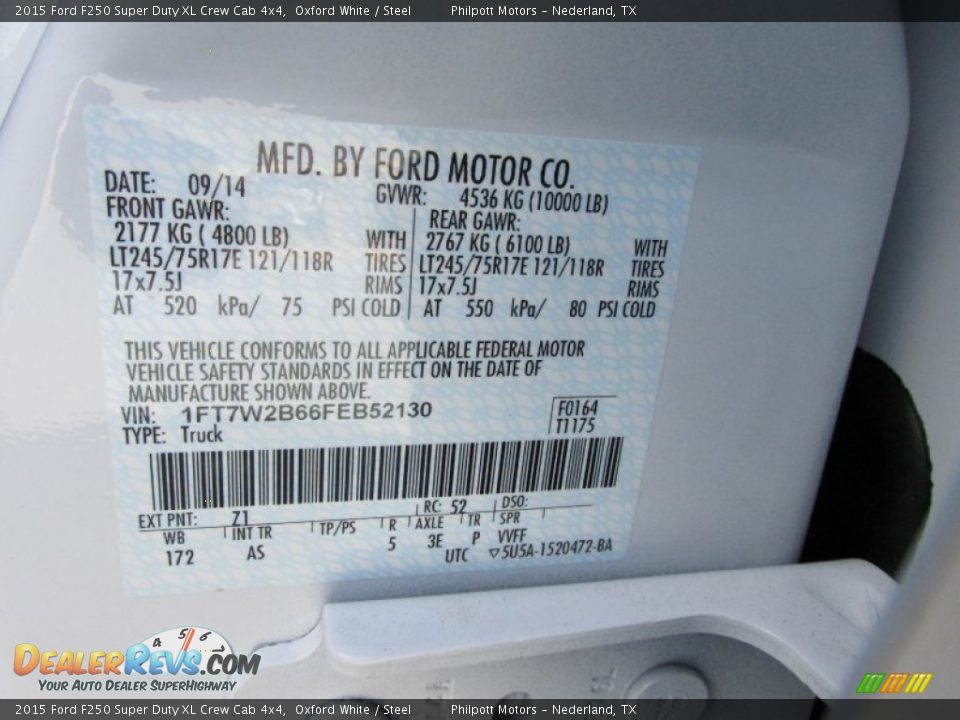 2015 Ford F250 Super Duty XL Crew Cab 4x4, Oxford White / Steel Philpott Motors – Nederland, TX
MFD. BY FORD MOTOR CO.
DATE: 09/14 GVWR: 4536 KG (10000 LB)
FRONT GAWR: REAR GAWR:
2177 KG ( 4800 LB) WITH 2767 KG ( 6100 LB) WITH
LT245/75R17E 121/118R TIRES LT245/75R17E 121/118R TIRES
17x7.5J RIMS 17x7.5J RIMS
AT 520 kPa/ 75 PSI COLD AT 550 kPa/ 80 PSI COLD
THIS VEHICLE CONFORMS TO ALL APPLICABLE FEDERAL MOTOR
VEHICLE SAFETY STANDARDS IN EFFECT ON THE DATE OF
MANUFACTURE SHOWN ABOVE.
VIN: 1FT7W2B66FEB52130 F0164
TYPE: Truck T1175
EXT PNT: Z1 RC: 52 DSO:
WB INT TR TP/PS R AXLE TR SPR
172 AS 5 3E P VVFF
UTC ▽5U5A-1520472-BA
4 5 6
DEALERREVS.COM
YOUR AUTO DEALER SUPERHIGHWAY
2015 Ford F250 Super Duty XL Crew Cab 4x4, Oxford White / Steel Philpott Motors – Nederland, TX